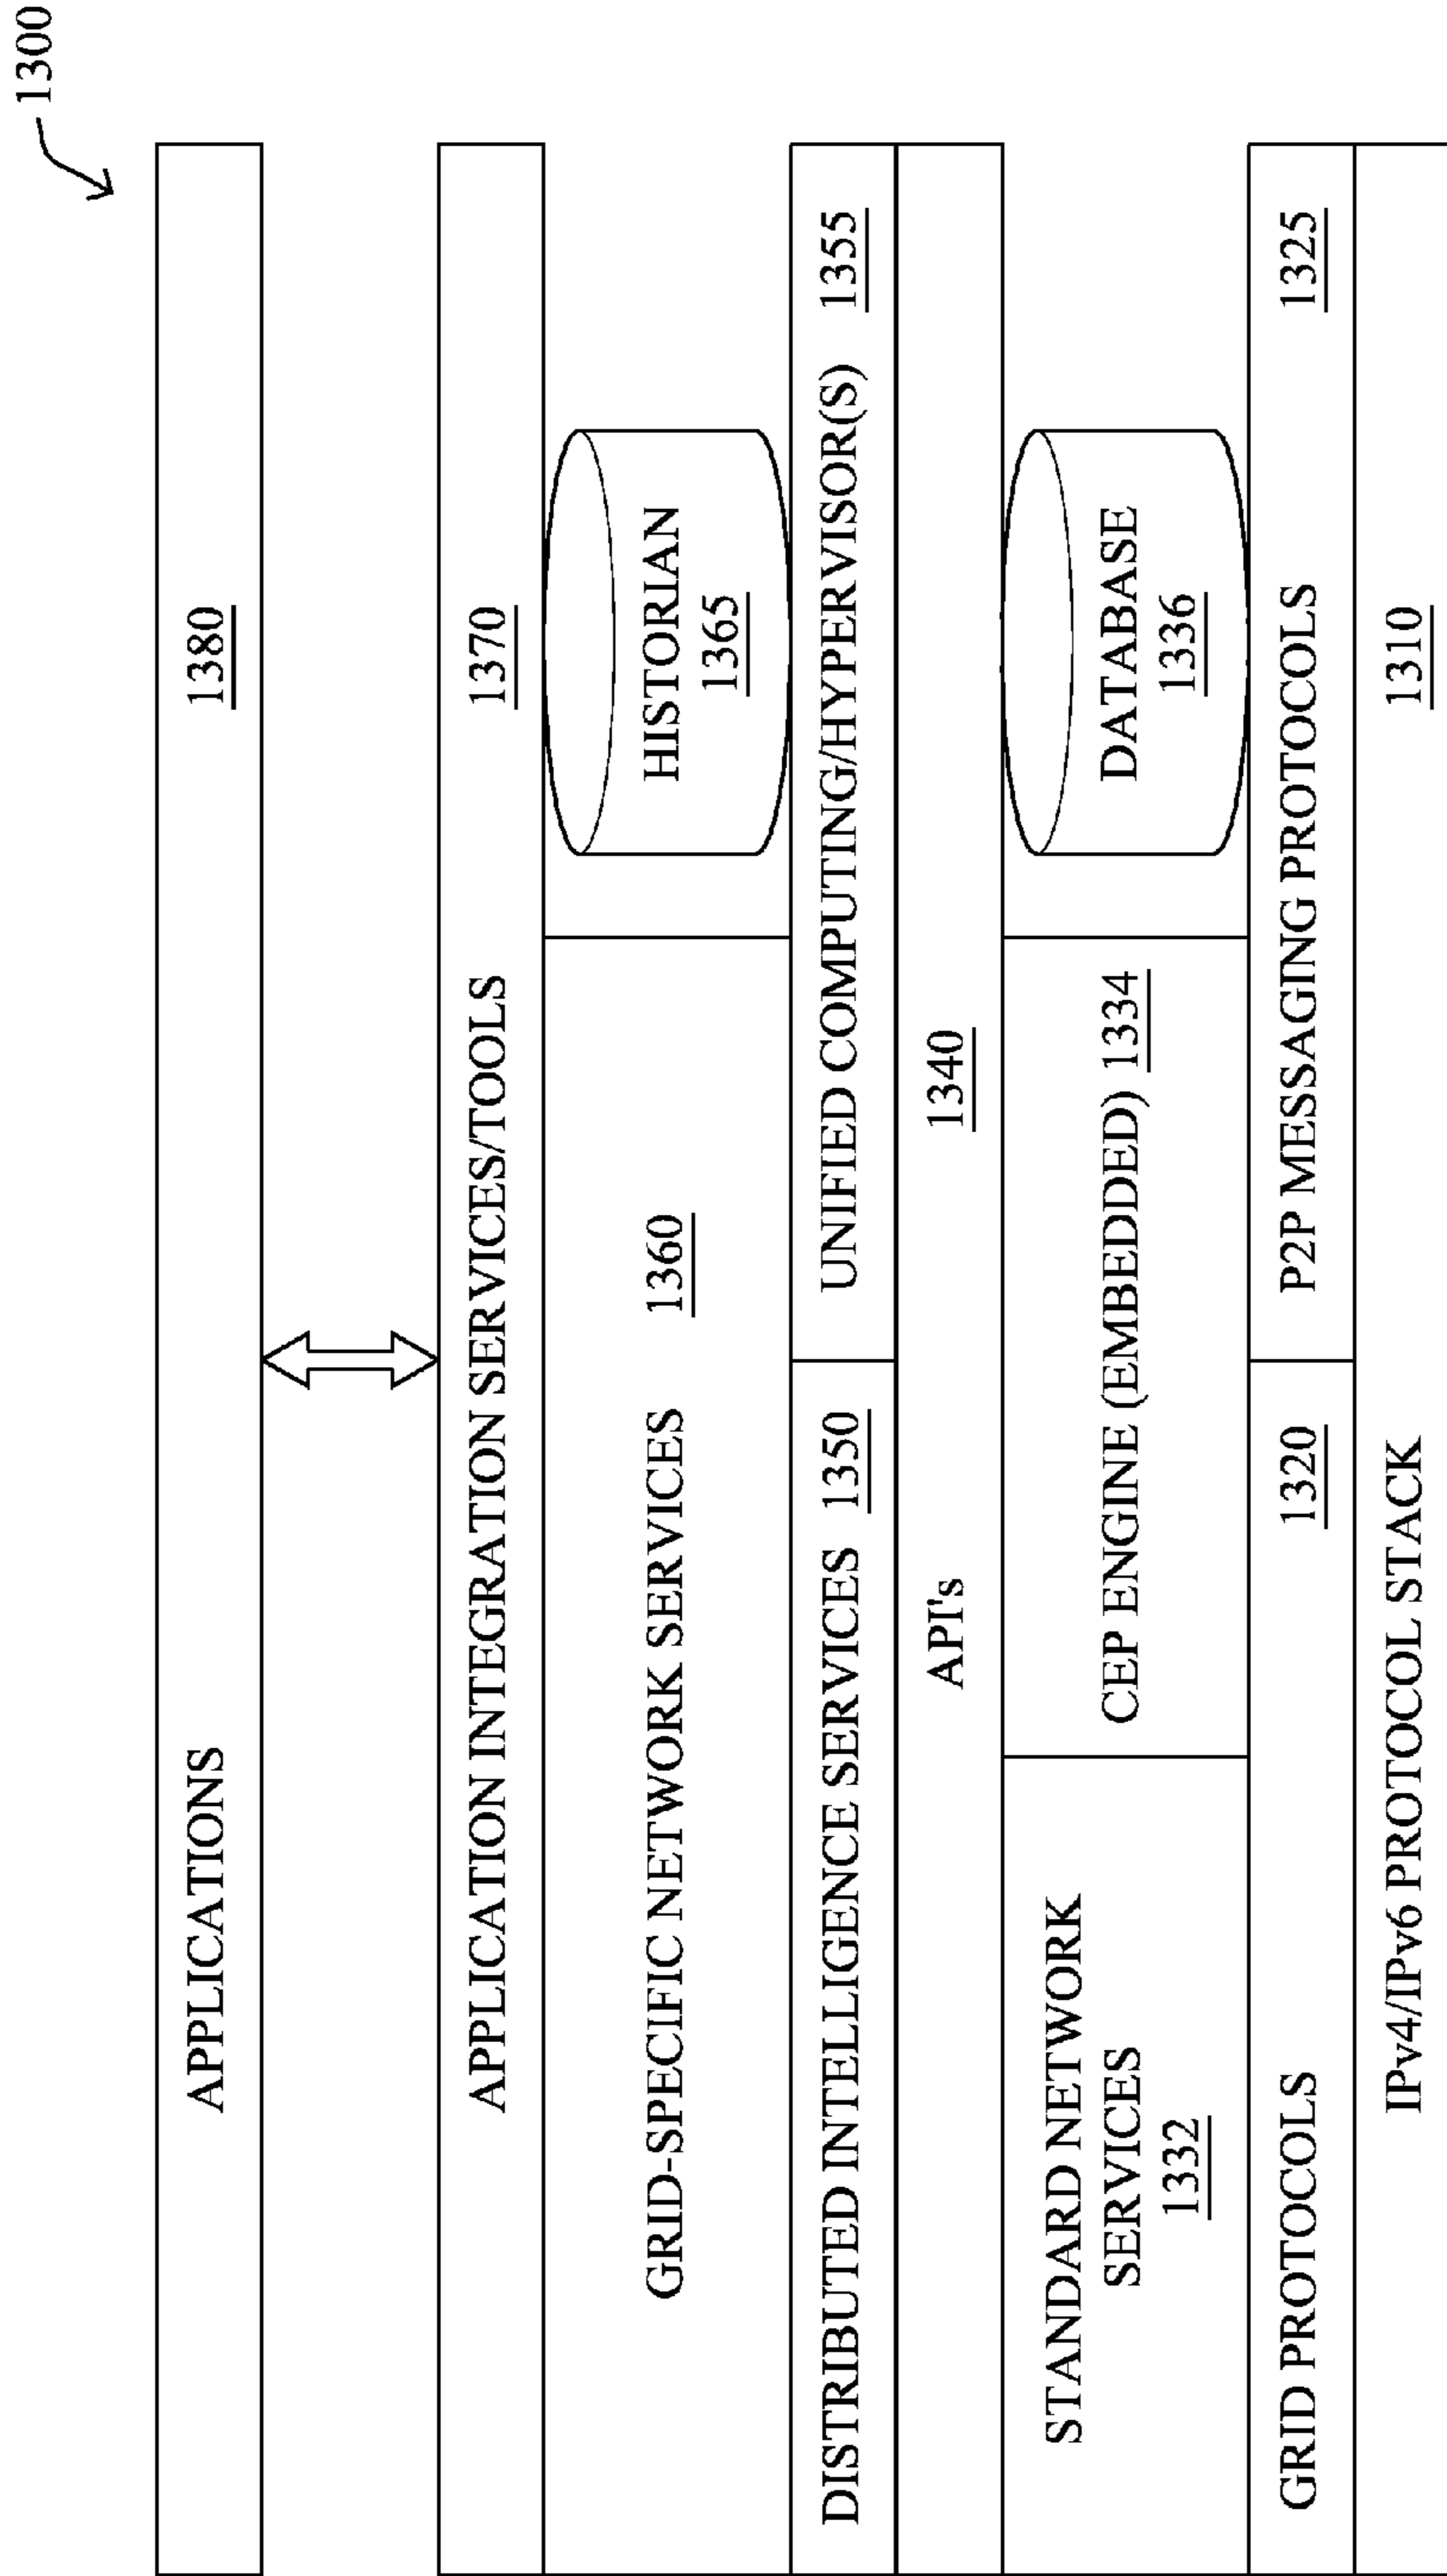 1300
APPLICATIONS 1380
APPLICATION INTEGRATION SERVICES/TOOLS 1370
GRID-SPECIFIC NETWORK SERVICES 1360
HISTORIAN
1365
DISTRIBUTED INTELLIGENCE SERVICES 1350
UNIFIED COMPUTING/HYPERVISOR(S) 1355
API's 1340
STANDARD NETWORK
SERVICES
1332
CEP ENGINE (EMBEDDED) 1334
DATABASE
1336
GRID PROTOCOLS 1320
P2P MESSAGING PROTOCOLS 1325
IPv4/IPv6 PROTOCOL STACK 1310